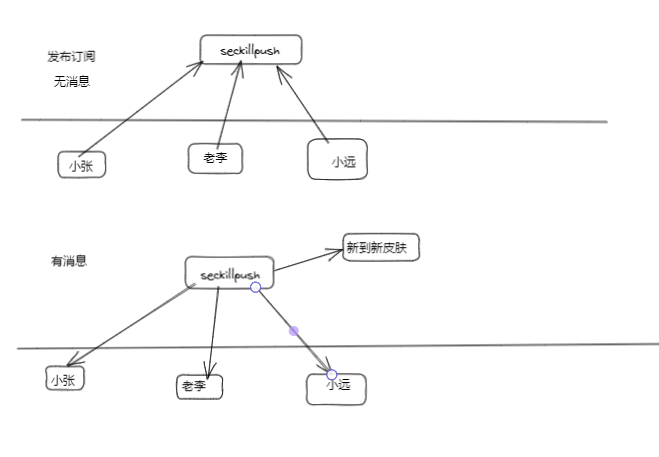 seckillpush
发布订阅
无消息
小张
老李
小远
新到新皮肤
有消息
seckillpush
小张
老李
小远